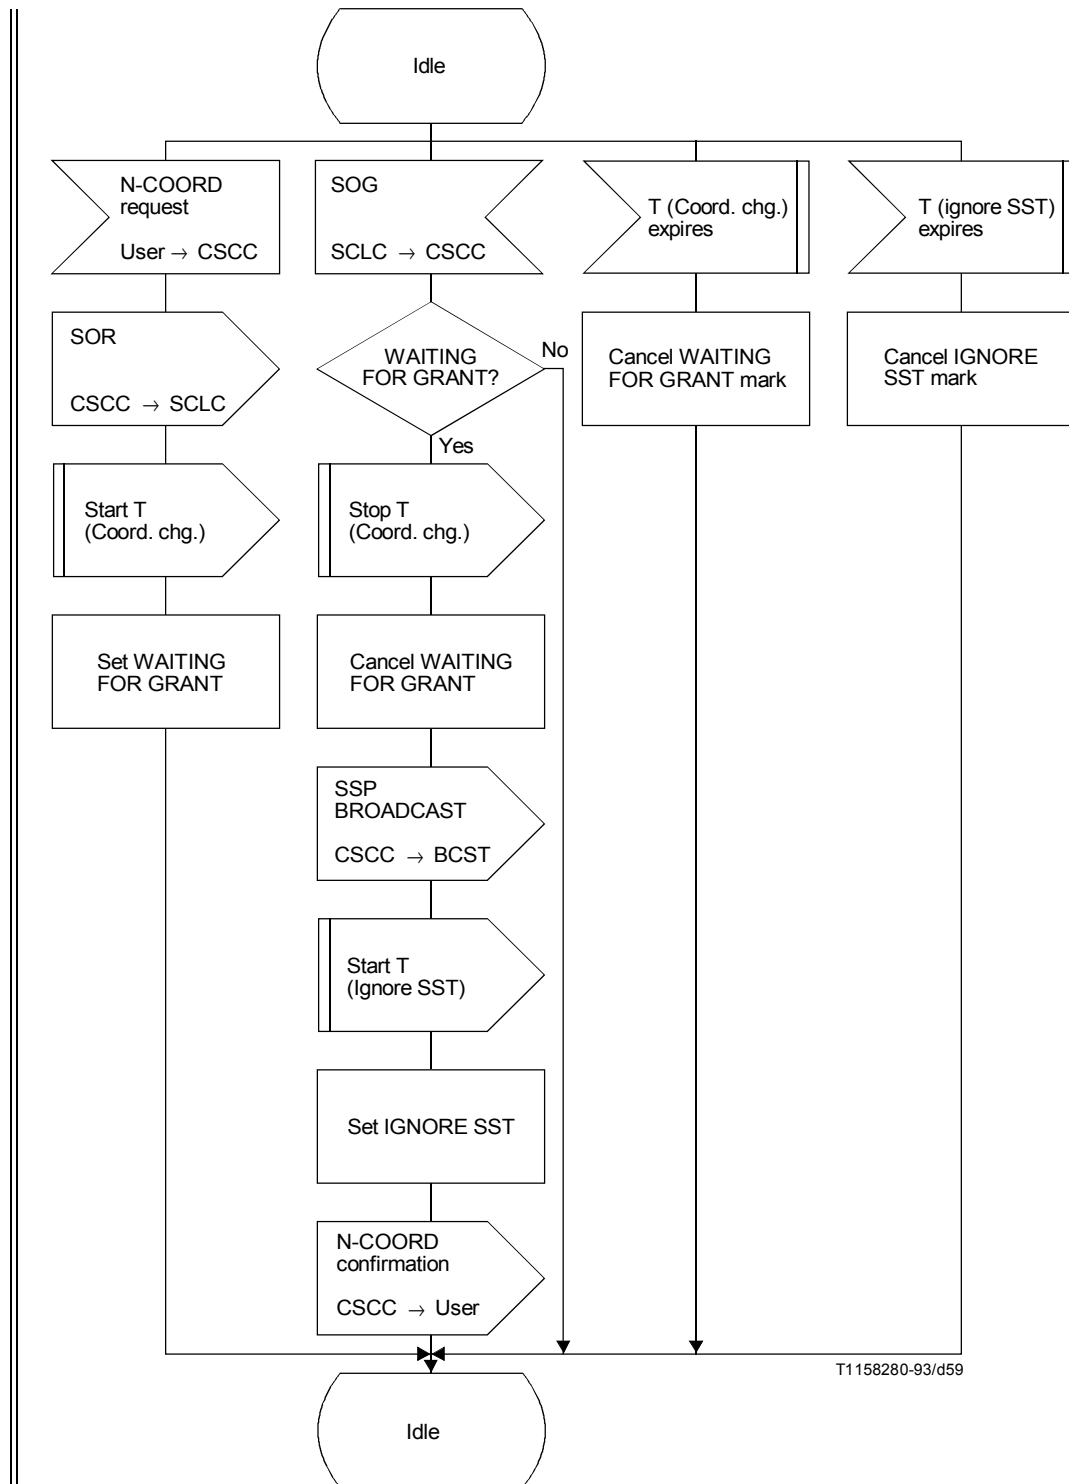 Idle
N-COORD
request
User → CSCC
SOG
SCLC → CSCC
T (Coord. chg.)
expires
T (ignore SST)
expires
SOR
CSCC → SCLC
WAITING
FOR GRANT?
No
Yes
Cancel WAITING
FOR GRANT mark
Cancel IGNORE
SST mark
Start T
(Coord. chg.)
Stop T
(Coord. chg.)
Set WAITING
FOR GRANT
Cancel WAITING
FOR GRANT
SSP
BROADCAST
CSCC → BCST
Start T
(Ignore SST)
Set IGNORE SST
N-COORD
confirmation
CSCC → User
T1158280-93/d59
Idle